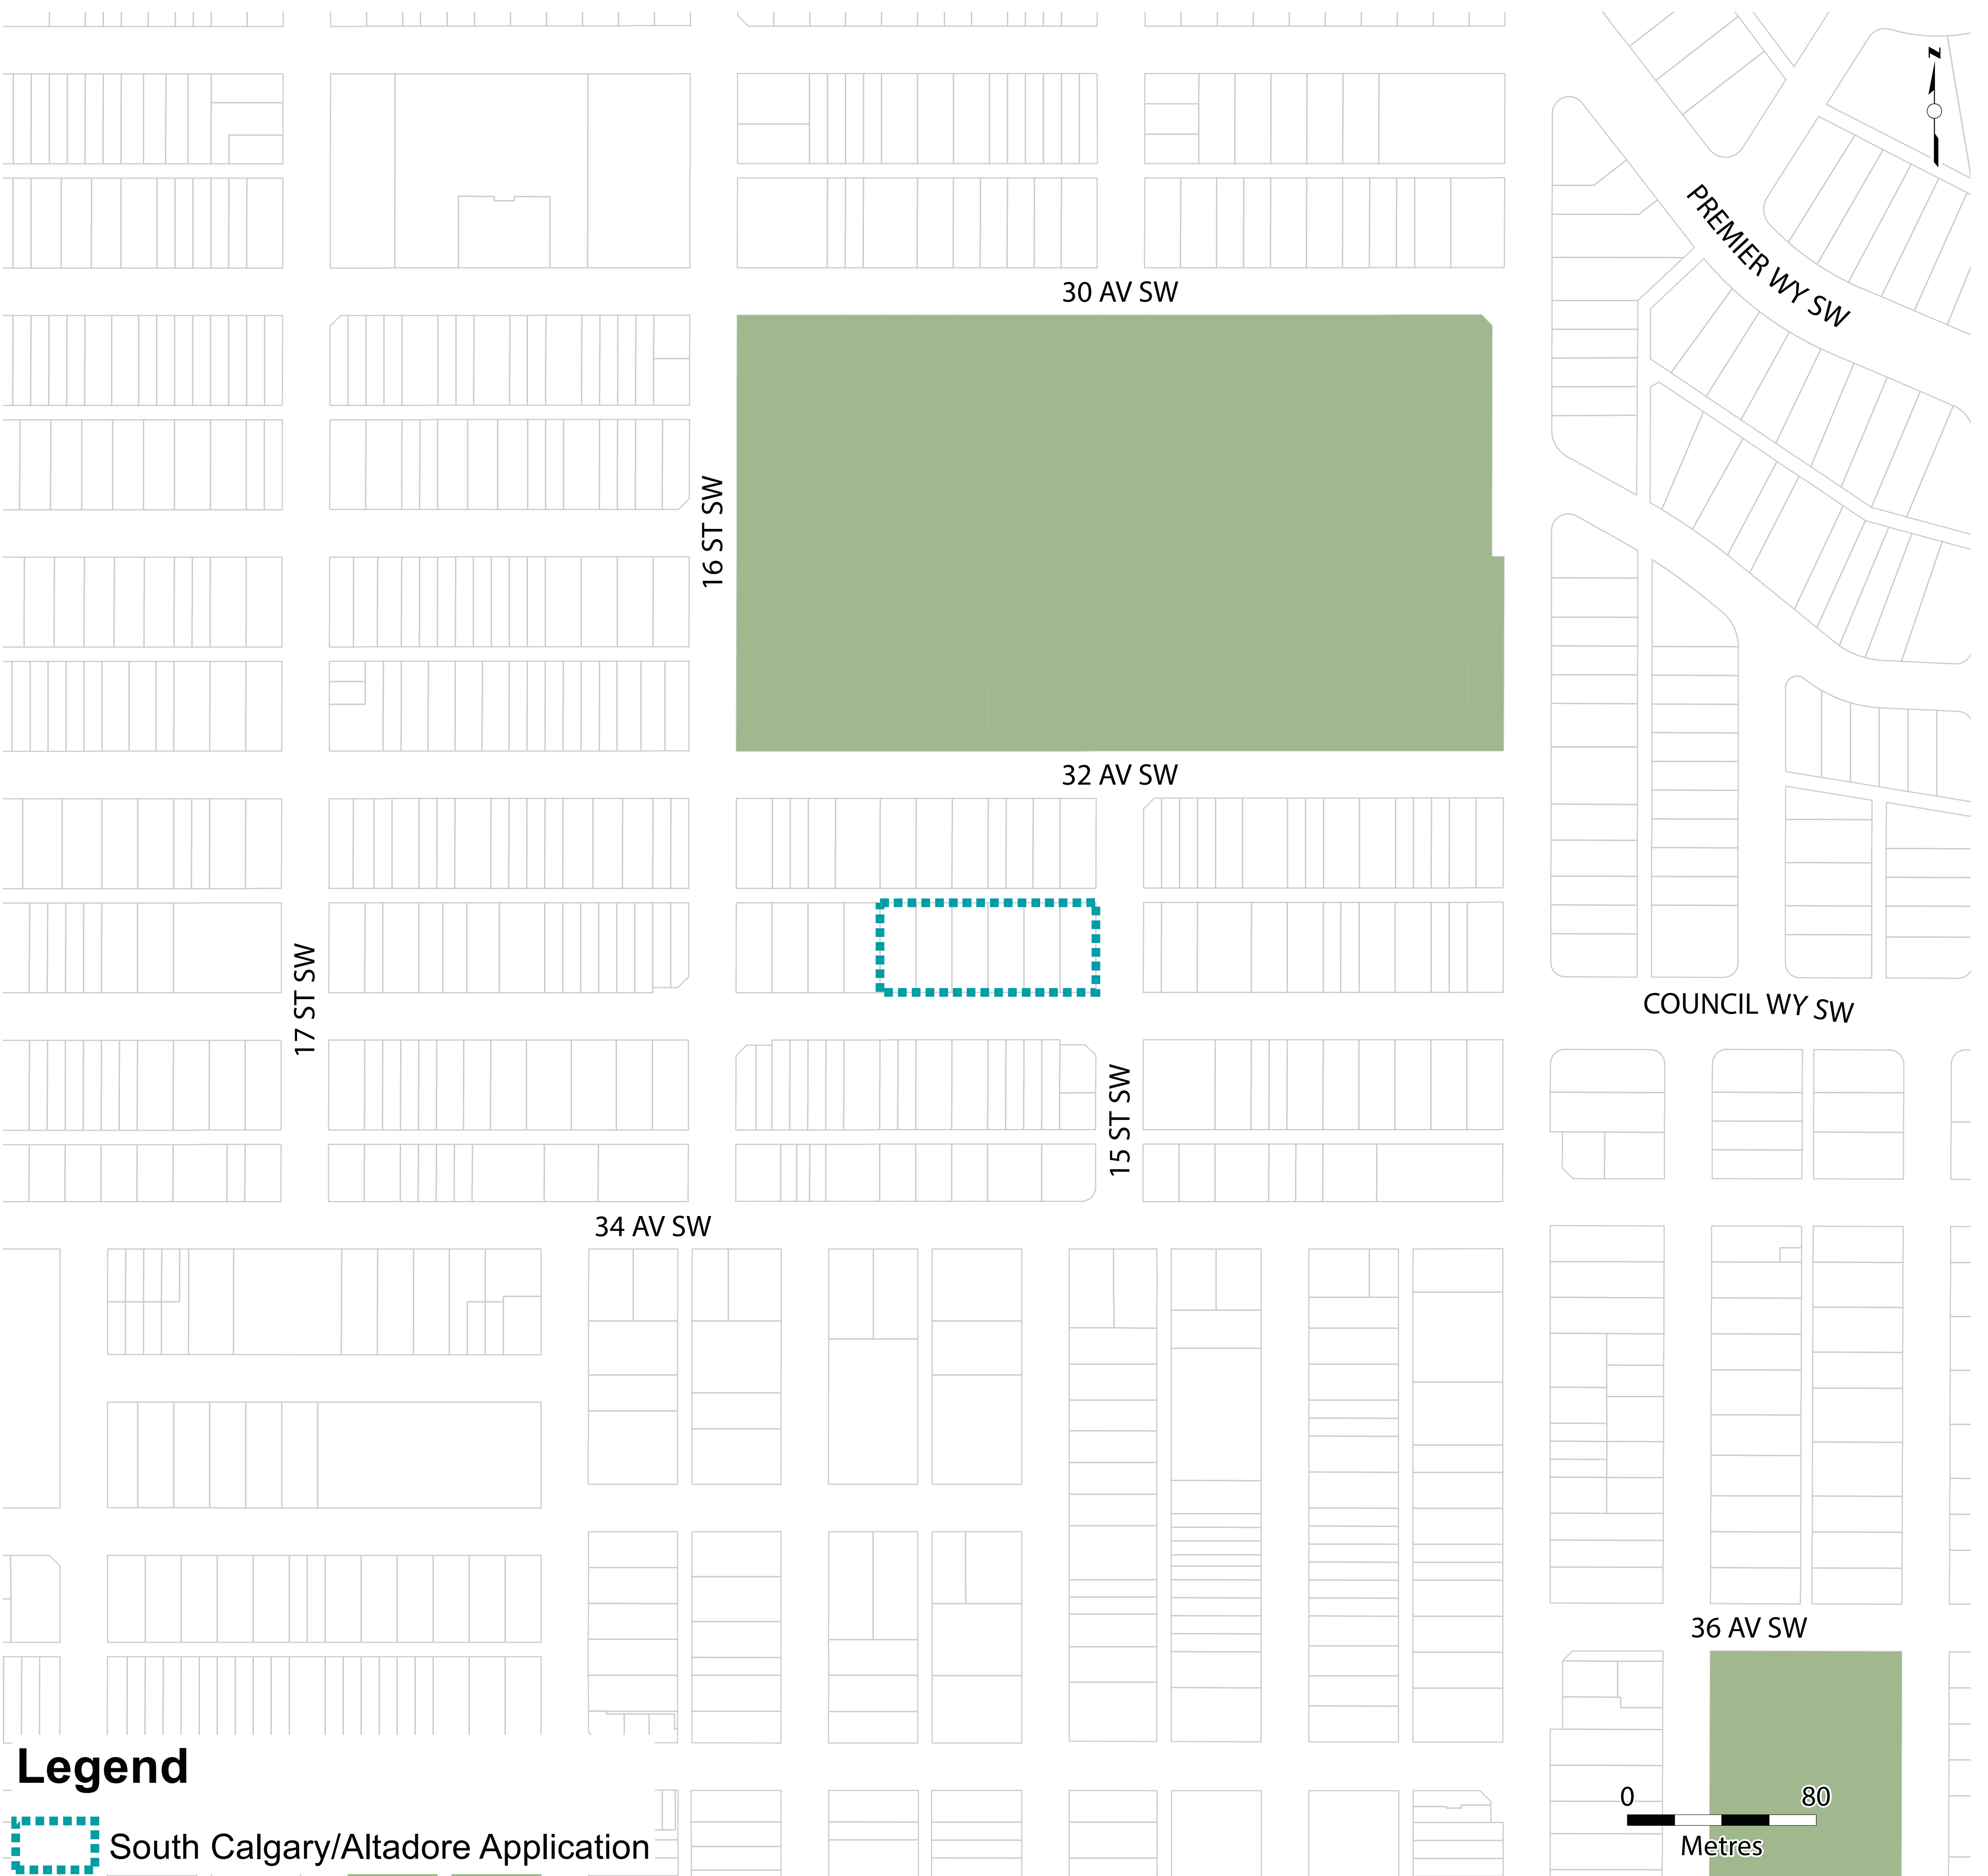 N
PREMIER WY SW
30 AV SW
16 ST SW
32 AV SW
17 ST SW
COUNCIL WY SW
15 ST SW
34 AV SW
36 AV SW
Legend
South Calgary/Altadore Application
0 80
Metres